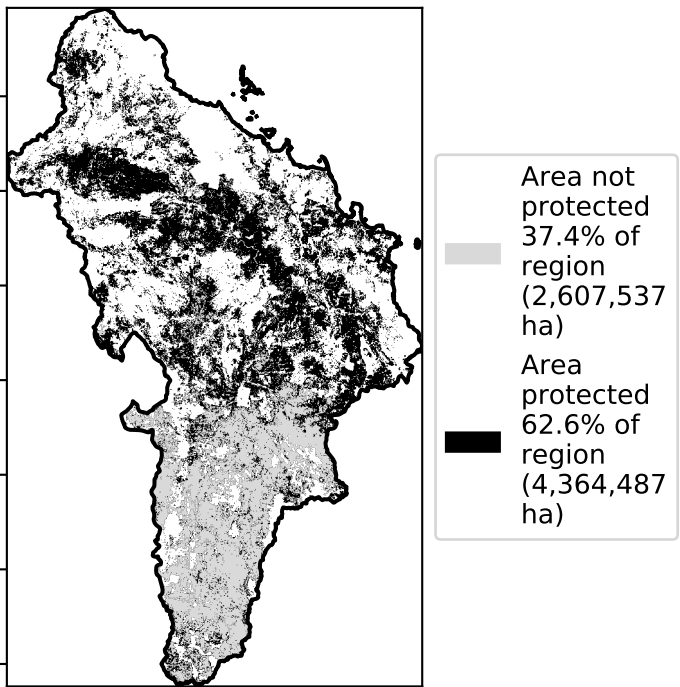 Area not
protected
37.4% of
region
(2,607,537
ha)
Area
protected
62.6% of
region
(4,364,487
ha)